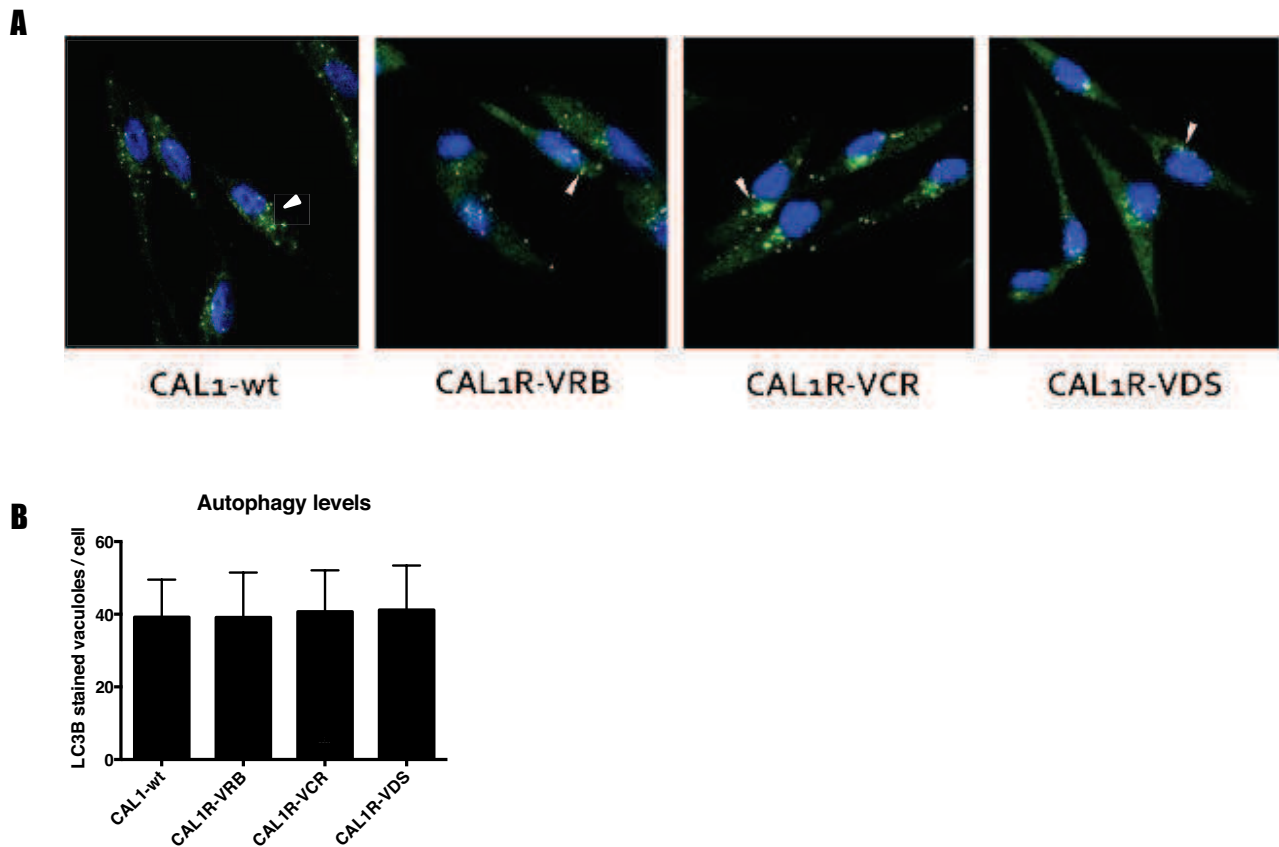 A
CAL1-wt
CAL1R-VRB
CAL1R-VCR
CAL1R-VDS
B
Autophagy levels
LC3B stained vaculoles / cell
60
40
20
0
CAL1-wt
CAL1R-VRB
CAL1R-VCR
CAL1R-VDS